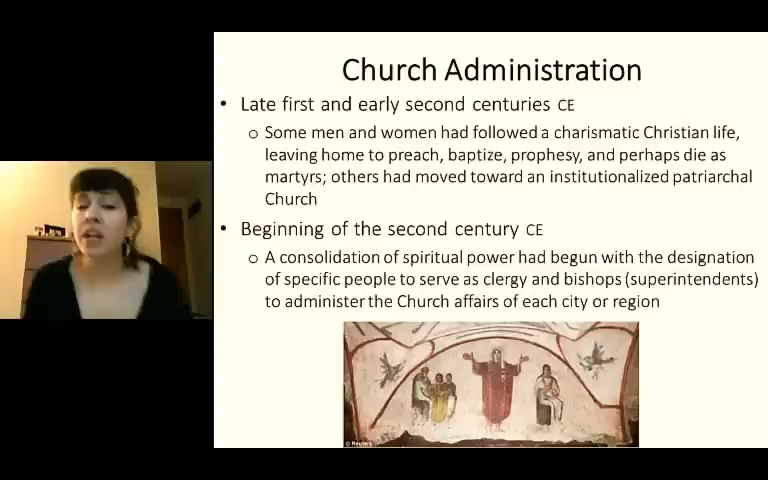 Church Administration
• Late first and early second centuries CE
o Some men and women had followed a charismatic Christian life,
leaving home to preach, baptize, prophesy, and perhaps die as
martyrs; others had moved toward an institutionalized patriarchal
Church
• Beginning of the second century CE
o A consolidation of spiritual power had begun with the designation
of specific people to serve as clergy and bishops (superintendents)
to administer the Church affairs of each city or region
© Reuters